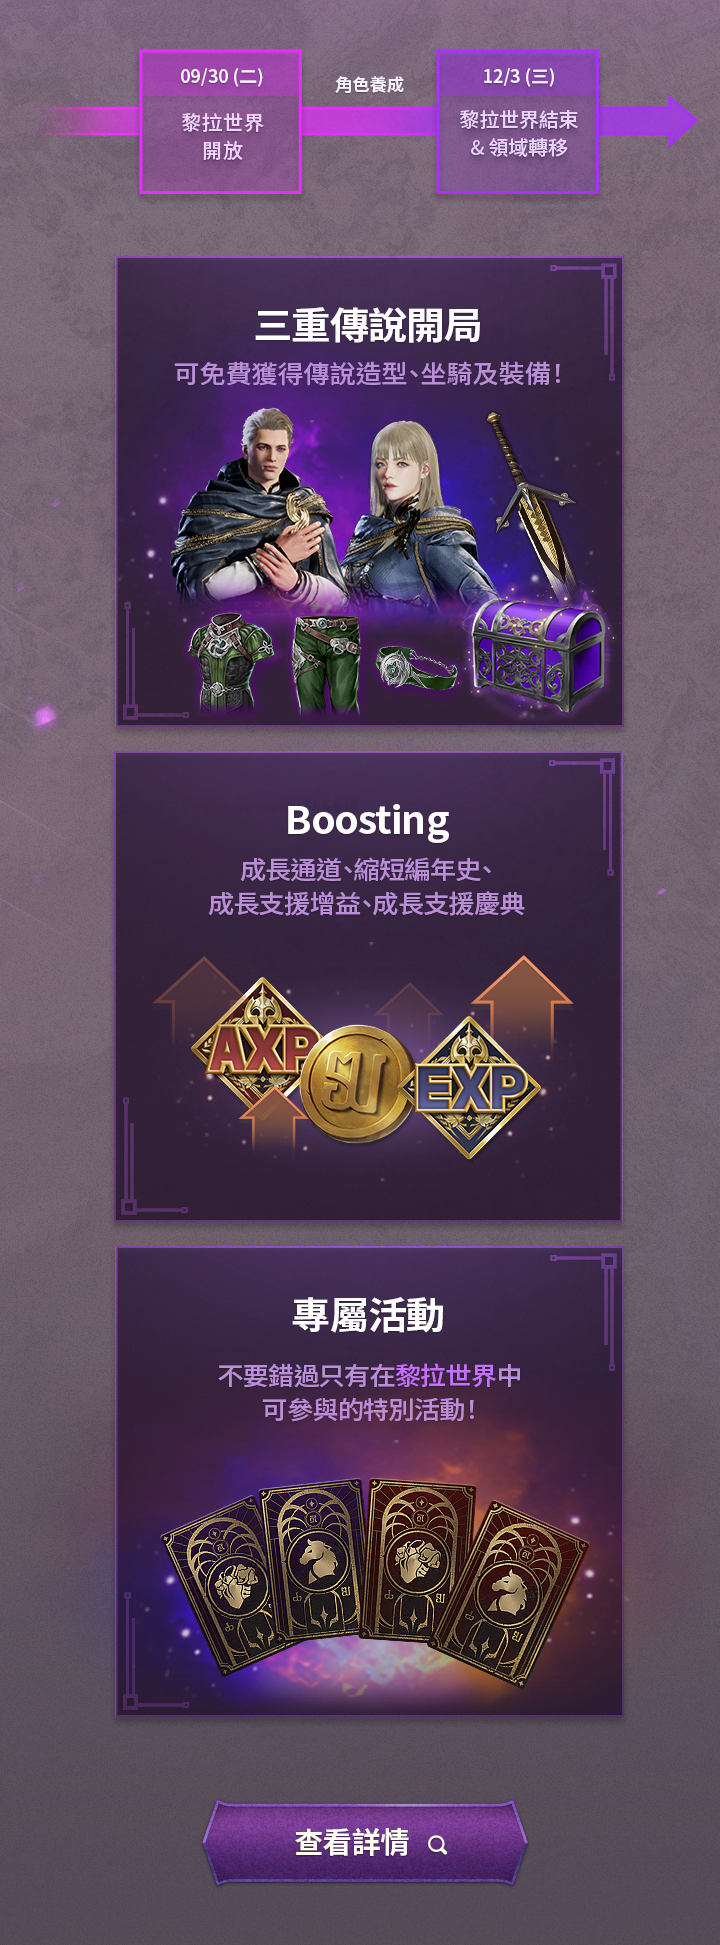 09/30 (二)
黎拉世界
開放
角色養成
12/3 (三)
黎拉世界結束
& 領域轉移
三重傳說開局
可免費獲得傳說造型、坐騎及裝備!
Boosting
成長通道、縮短編年史、
成長支援增益、成長支援慶典
AXP
EXP
專屬活動
不要錯過只有在黎拉世界中
可參與的特別活動!
查看詳情